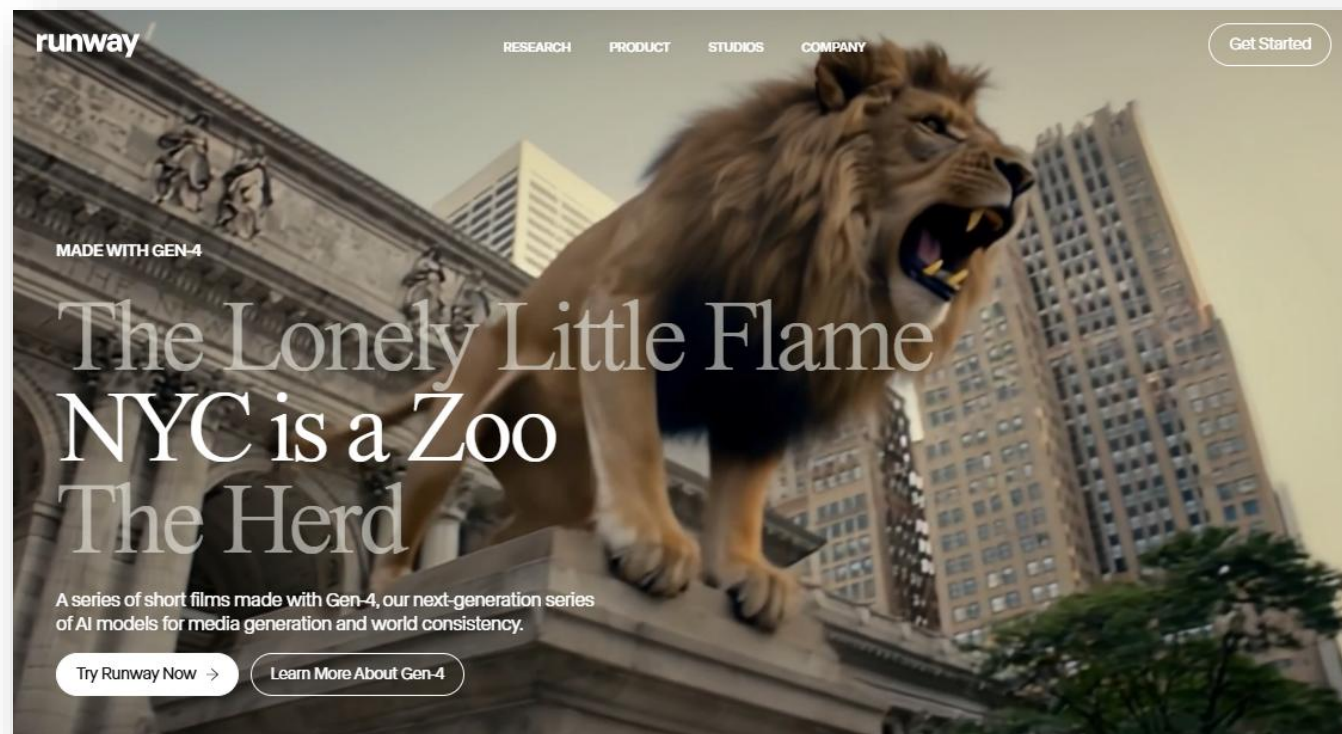 runway
RESEARCH PRODUCT STUDIOS COMPANY
Get Started
MADE WITH GEN-4
The Lonely Little Flame
NYC is a Zoo
The Herd
A series of short films made with Gen-4, our next-generation series
of AI models for media generation and world consistency.
Try Runway Now →
Learn More About Gen-4